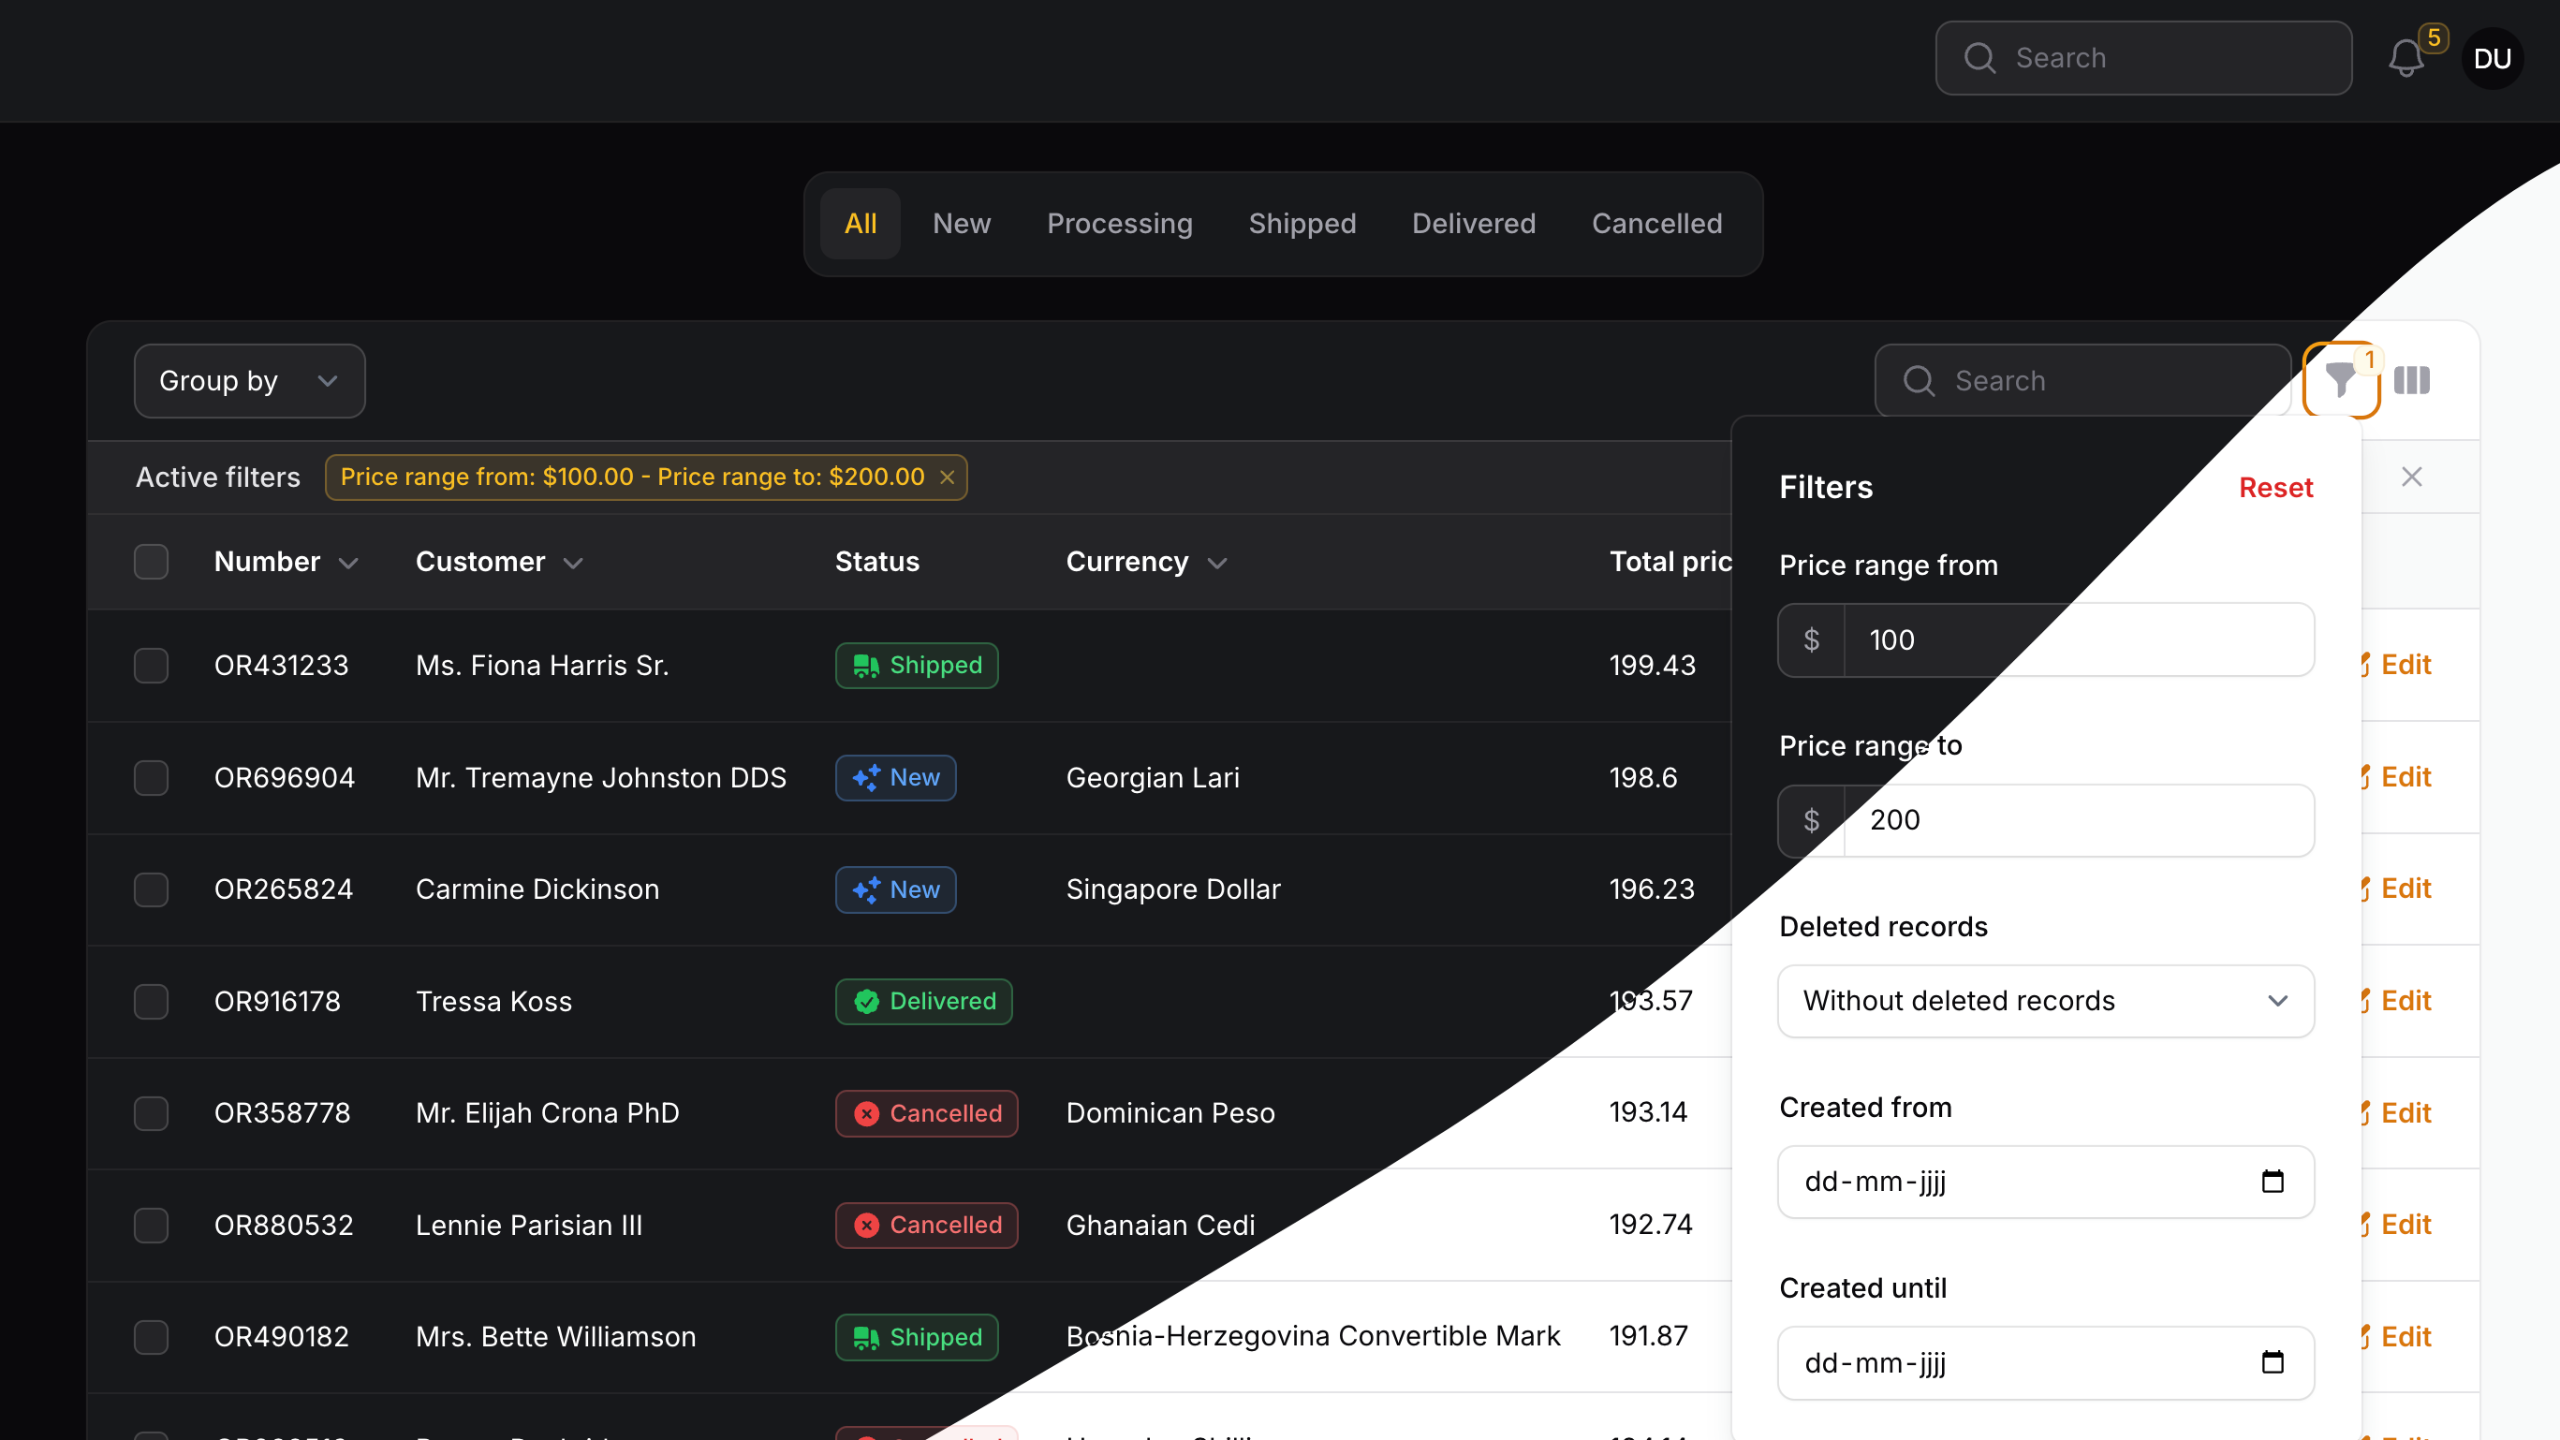 Search
5
DU
All New Processing Shipped Delivered Cancelled
Group by
Search
1
Active filters Price range from: $100.00 - Price range to: $200.00
Number Customer Status Currency Total pric
OR431233 Ms. Fiona Harris Sr. Shipped 199.43 Edit
OR696904 Mr. Tremayne Johnston DDS New Georgian Lari 198.6 Edit
OR265824 Carmine Dickinson New Singapore Dollar 196.23 Edit
OR916178 Tressa Koss Delivered 193.57 Edit
OR358778 Mr. Elijah Crona PhD Cancelled Dominican Peso 193.14 Edit
OR880532 Lennie Parisian III Cancelled Ghanaian Cedi 192.74 Edit
OR490182 Mrs. Bette Williamson Shipped Bosnia-Herzegovina Convertible Mark 191.87 Edit
Filters Reset
Price range from
$ 100
Price range to
$ 200
Deleted records
Without deleted records
Created from
dd-mm-jjjj
Created until
dd-mm-jjjj